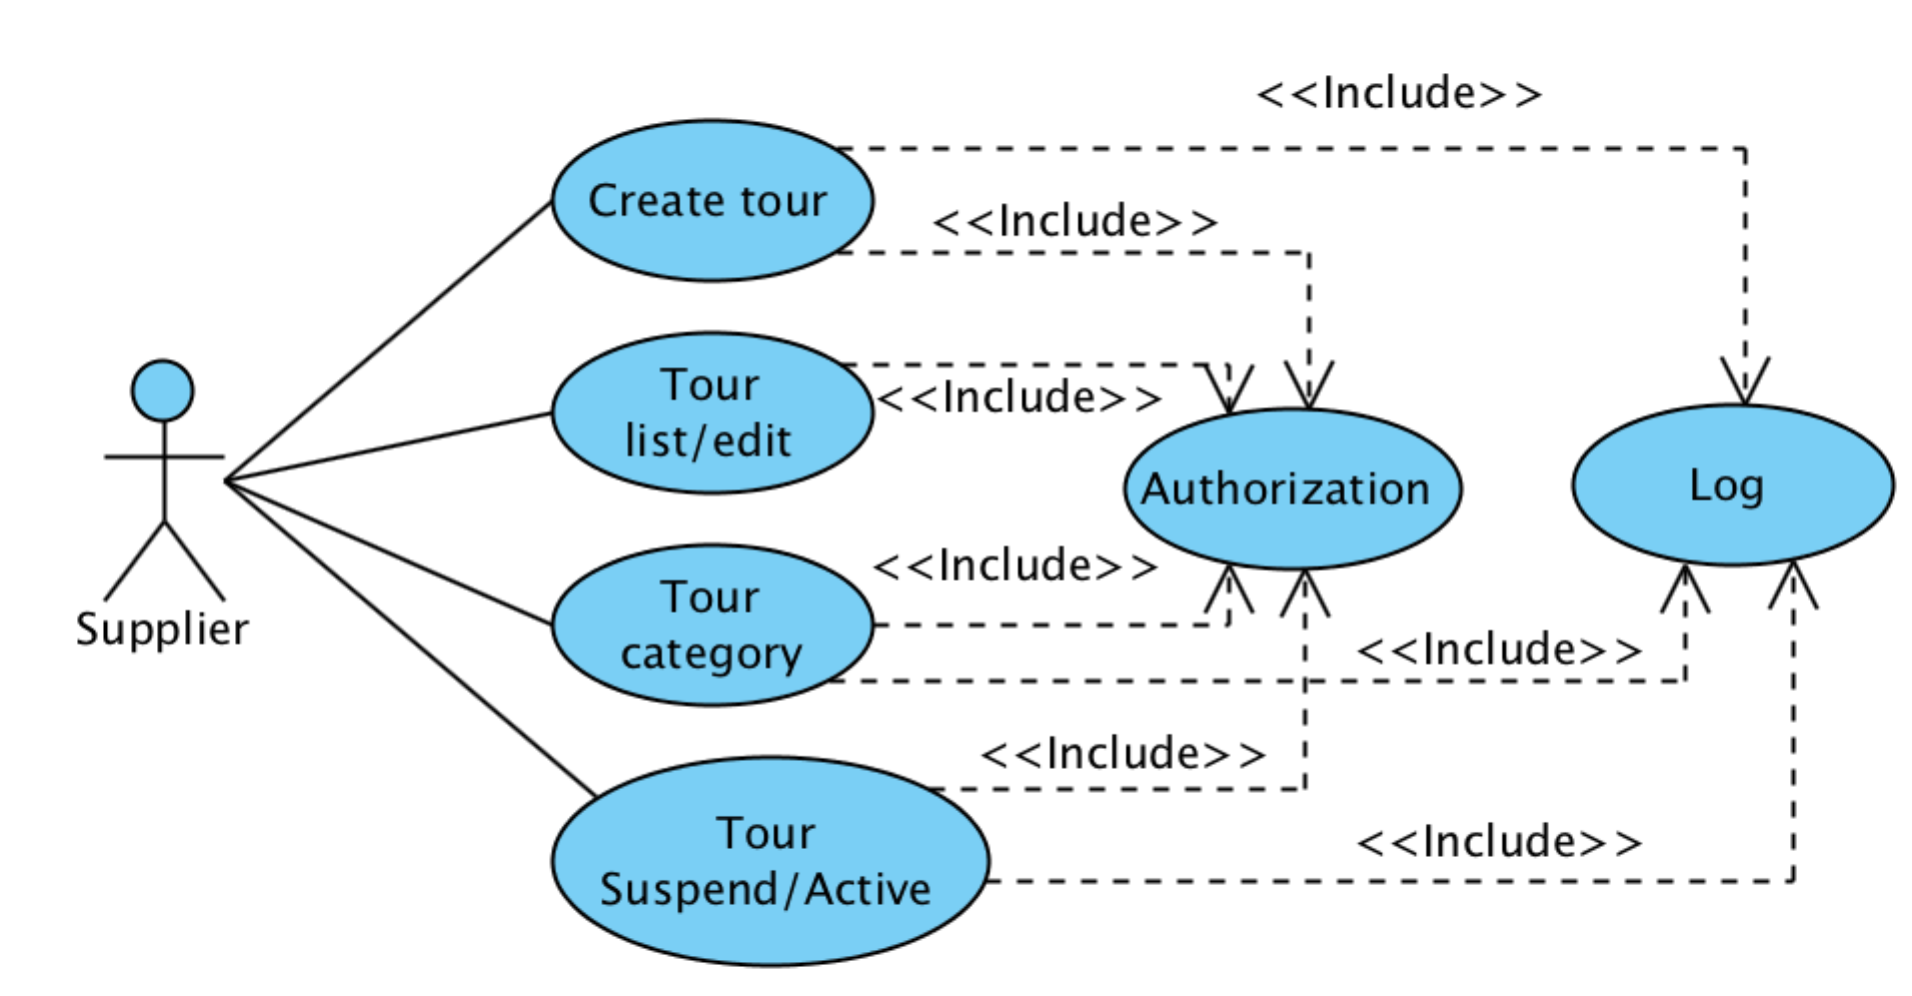 <<Include>>
Create tour
<<Include>>
Tour
list/edit
<<Include>>
Authorization
Log
Supplier
<<Include>>
Tour
category
<<Include>>
<<Include>>
Tour
Suspend/Active
<<Include>>